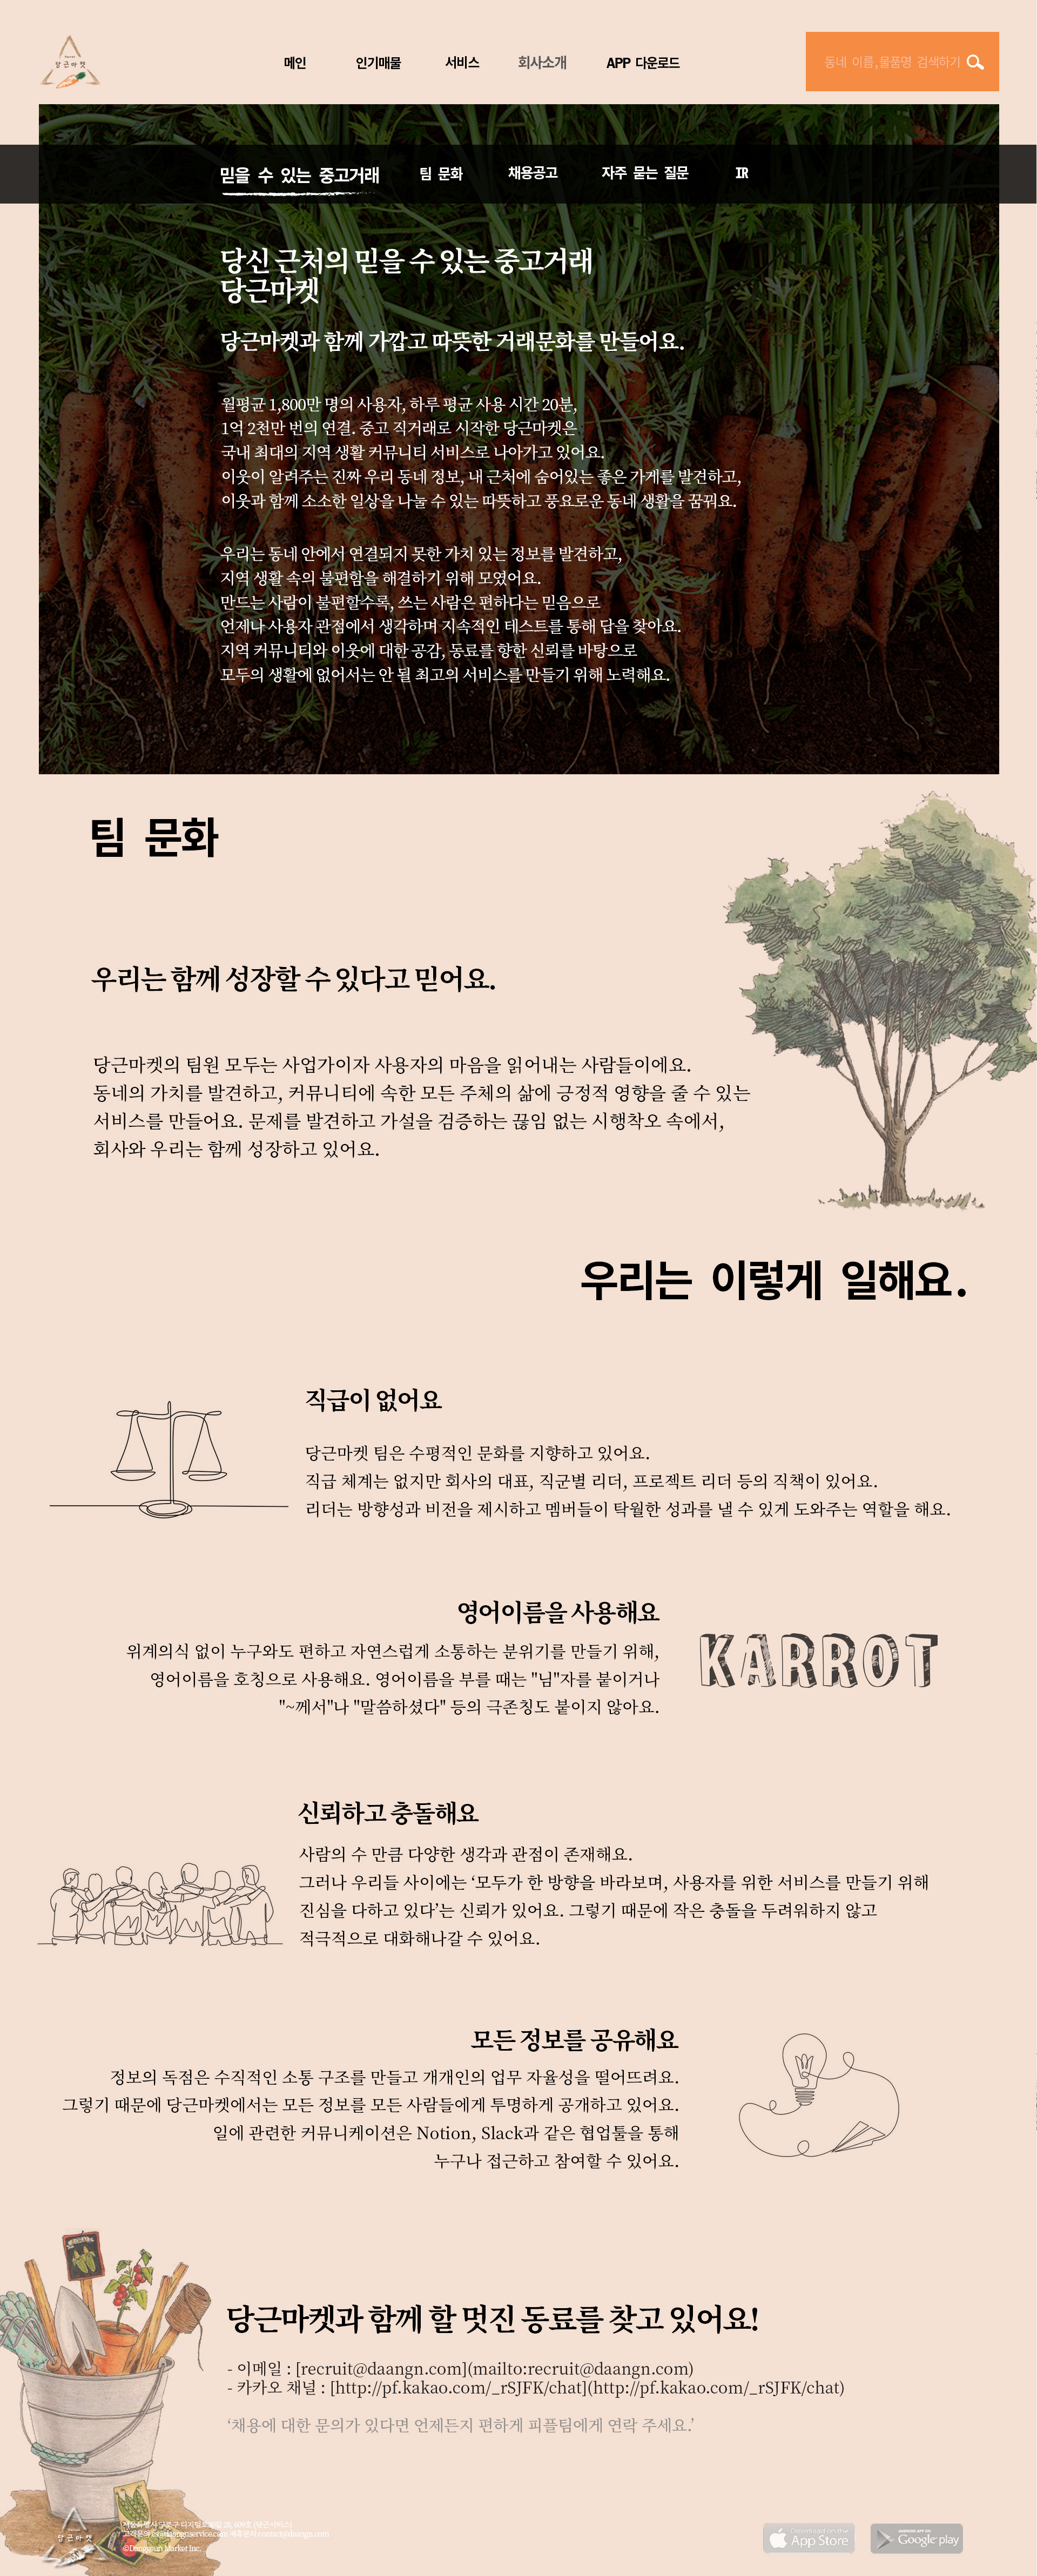 당근마켓
메인
인기매물
서비스
회사소개
APP 다운로드
동네 이름,물품명 검색하기
믿을 수 있는 중고거래
팀 문화
채용공고
자주 묻는 질문
IR
당신 근처의 믿을 수 있는 중고거래
당근마켓
당근마켓과 함께 가깝고 따뜻한 거래문화를 만들어요.
월평균 1,800만 명의 사용자, 하루 평균 사용 시간 20분,
1억 2천만 번의 연결. 중고 직거래로 시작한 당근마켓은
국내 최대의 지역 생활 커뮤니티 서비스로 나아가고 있어요.
이웃이 알려주는 진짜 우리 동네 정보, 내 근처에 숨어있는 좋은 가게를 발견하고,
이웃과 함께 소소한 일상을 나눌 수 있는 따뜻하고 풍요로운 동네 생활을 꿈꿔요.
우리는 동네 안에서 연결되지 못한 가치 있는 정보를 발견하고,
지역 생활 속의 불편함을 해결하기 위해 모였어요.
만드는 사람이 불편할수록, 쓰는 사람은 편하다는 믿음으로
언제나 사용자 관점에서 생각하며 지속적인 테스트를 통해 답을 찾아요.
지역 커뮤니티와 이웃에 대한 공감, 동료를 향한 신뢰를 바탕으로
모두의 생활에 없어서는 안 될 최고의 서비스를 만들기 위해 노력해요.
팀 문화
우리는 함께 성장할 수 있다고 믿어요.
당근마켓의 팀원 모두는 사업가이자 사용자의 마음을 읽어내는 사람들이에요.
동네의 가치를 발견하고, 커뮤니티에 속한 모든 주체의 삶에 긍정적 영향을 줄 수 있는
서비스를 만들어요. 문제를 발견하고 가설을 검증하는 끊임 없는 시행착오 속에서,
회사와 우리는 함께 성장하고 있어요.
우리는 이렇게 일해요.
직급이 없어요
당근마켓 팀은 수평적인 문화를 지향하고 있어요.
직급 체계는 없지만 회사의 대표, 직군별 리더, 프로젝트 리더 등의 직책이 있어요.
리더는 방향성과 비전을 제시하고 멤버들이 탁월한 성과를 낼 수 있게 도와주는 역할을 해요.
영어이름을 사용해요
위계의식 없이 누구와도 편하고 자연스럽게 소통하는 분위기를 만들기 위해,
영어이름을 호칭으로 사용해요. 영어이름을 부를 때는 "님"자를 붙이거나
"~께서"나 "말씀하셨다" 등의 극존칭도 붙이지 않아요.
KARROT
신뢰하고 충돌해요
사람의 수 만큼 다양한 생각과 관점이 존재해요.
그러나 우리들 사이에는 ‘모두가 한 방향을 바라보며, 사용자를 위한 서비스를 만들기 위해
진심을 다하고 있다’는 신뢰가 있어요. 그렇기 때문에 작은 충돌을 두려워하지 않고
적극적으로 대화해나갈 수 있어요.
모든 정보를 공유해요
정보의 독점은 수직적인 소통 구조를 만들고 개개인의 업무 자율성을 떨어뜨려요.
그렇기 때문에 당근마켓에서는 모든 정보를 모든 사람들에게 투명하게 공개하고 있어요.
일에 관련한 커뮤니케이션은 Notion, Slack과 같은 협업툴을 통해
누구나 접근하고 참여할 수 있어요.
당근마켓과 함께 할 멋진 동료를 찾고 있어요!
- 이메일 : [recruit@daangn.com](mailto:recruit@daangn.com)
- 카카오 채널 : [http://pf.kakao.com/_rSJFK/chat](http://pf.kakao.com/_rSJFK/chat)
‘채용에 대한 문의가 있다면 언제든지 편하게 피플팀에게 연락 주세요.’
당근마켓
Market Inc.
Download on the
App Store
ANDROID APP ON
Google play